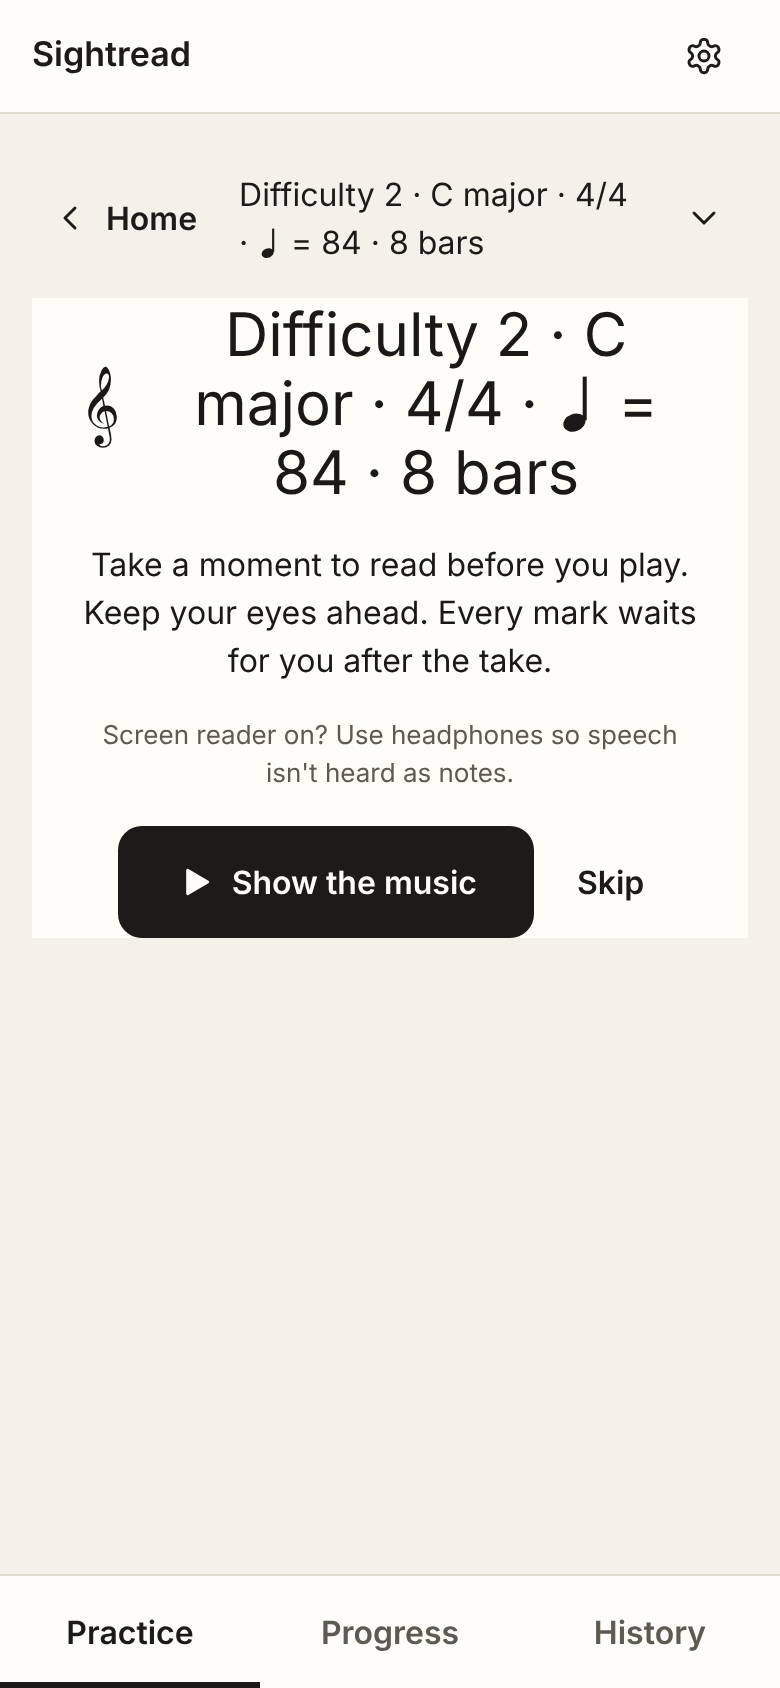 Sightread
Home
Difficulty 2 · C major · 4/4
· ♩ = 84 · 8 bars
𝄞
Difficulty 2 · C
major · 4/4 · ♩ =
84 · 8 bars
Take a moment to read before you play.
Keep your eyes ahead. Every mark waits
for you after the take.
Screen reader on? Use headphones so speech
isn't heard as notes.
Show the music
Skip
Practice
Progress
History